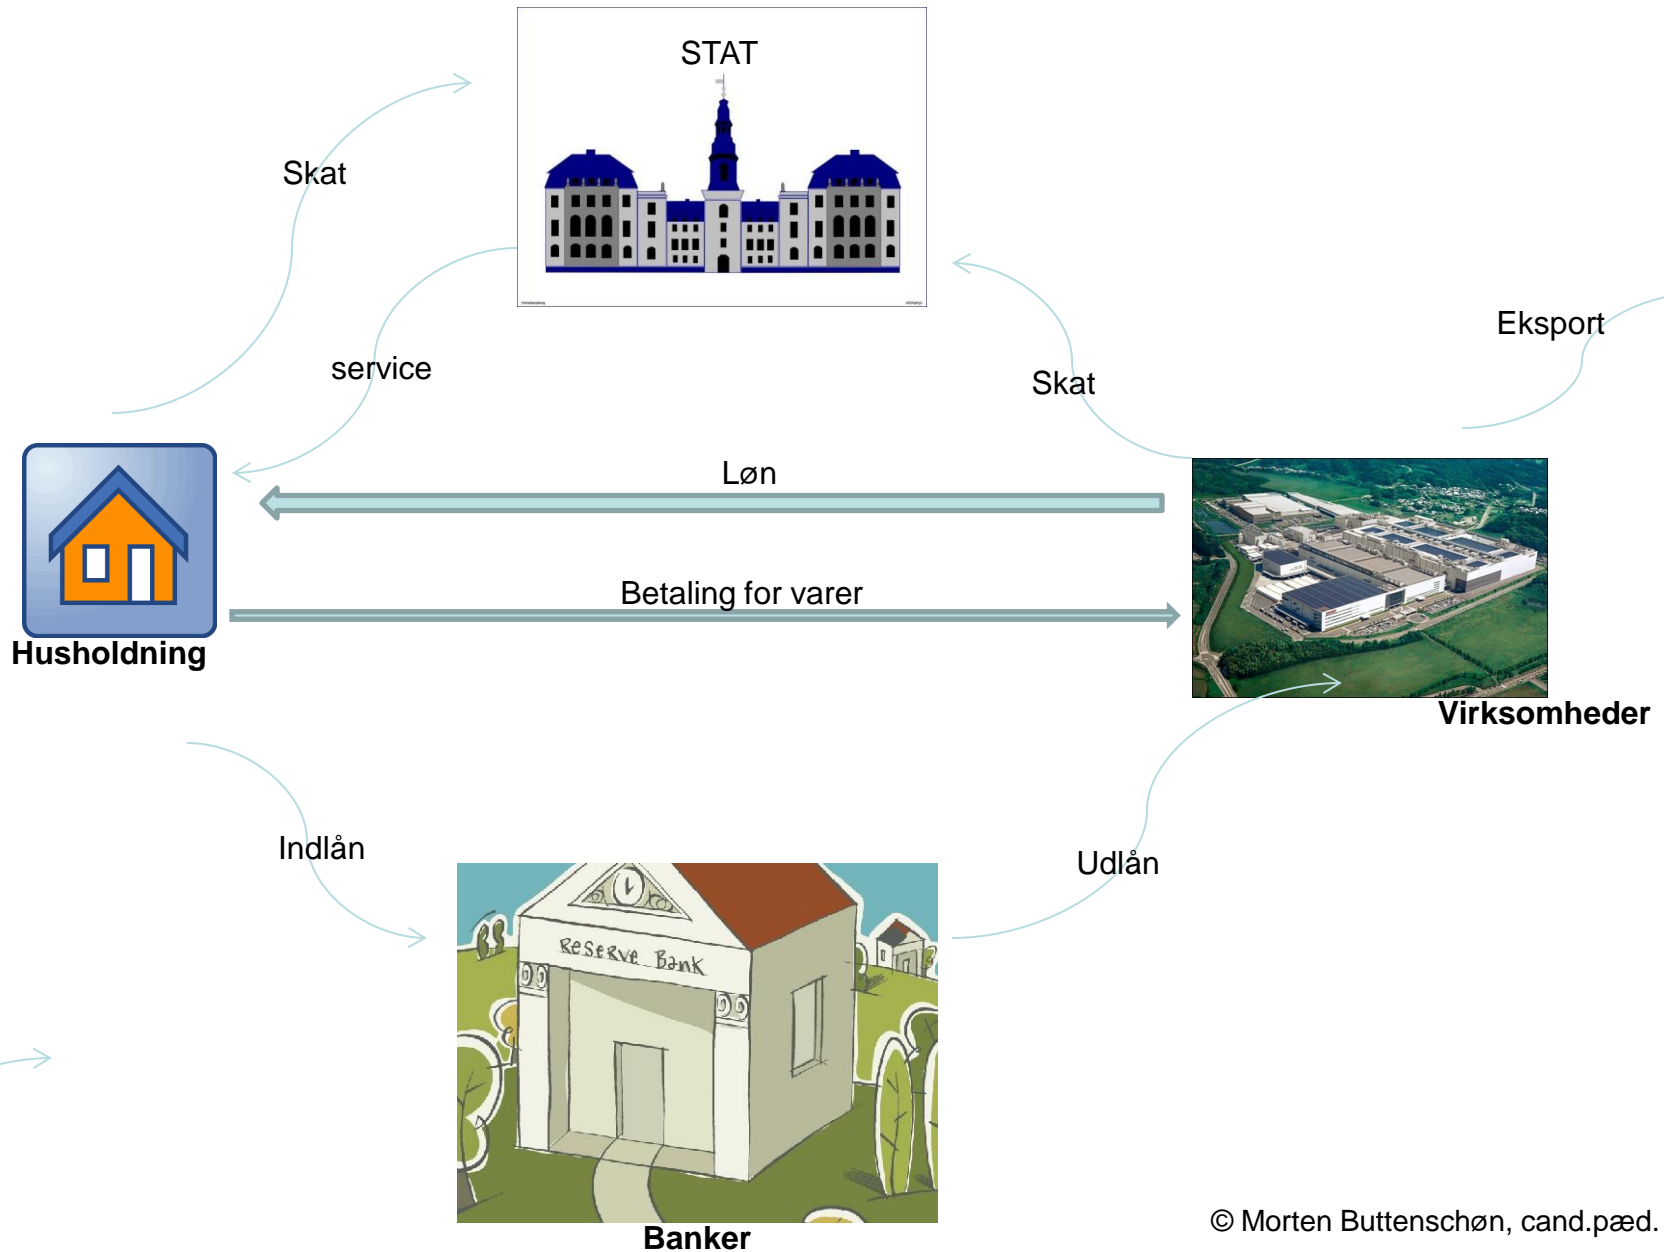 STAT
Skat
Eksport
service
Skat
Løn
Betaling for varer
Husholdning
Virksomheder
Indlån
Udlån
Reserve Bank
Banker
© Morten Buttenschøn, cand.pæd.